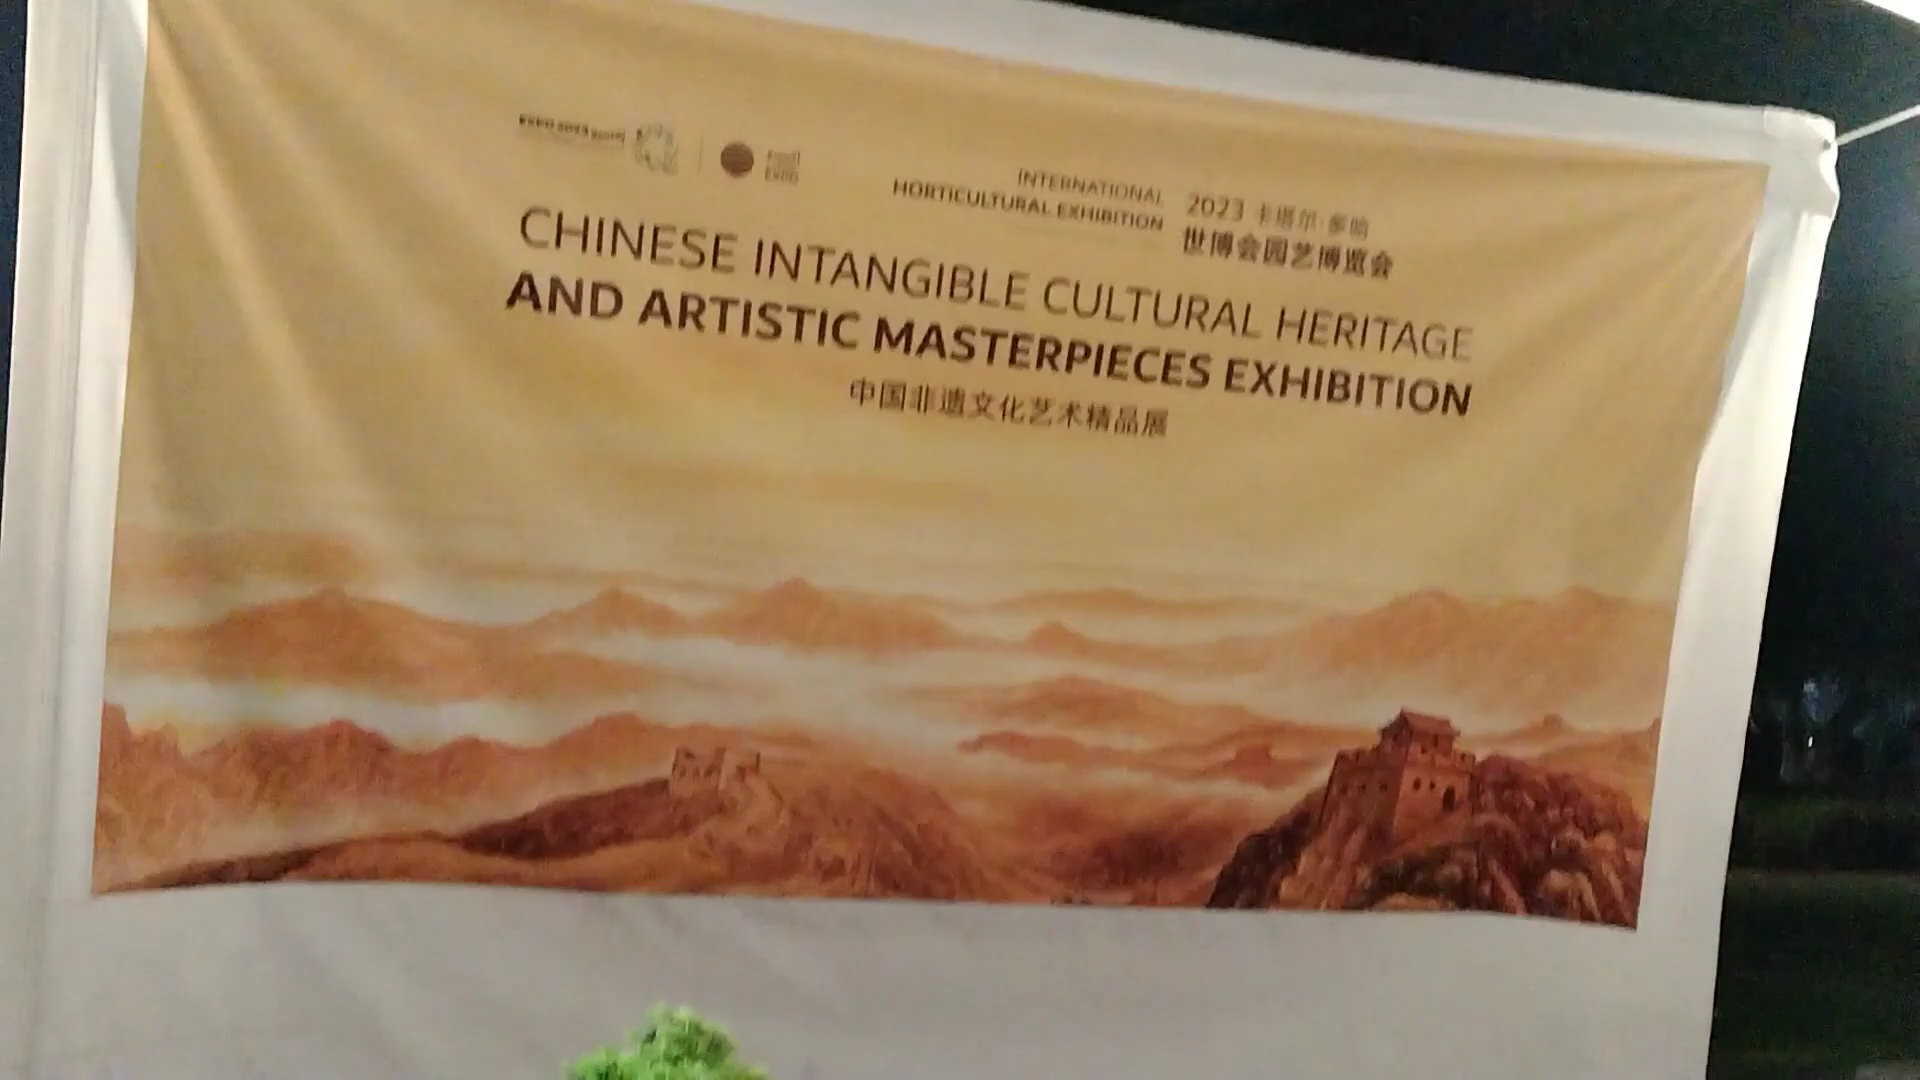 EXPO 2023
EXPO
INTERNATIONAL
HORTICULTURAL EXHIBITION
2023 卡塔尔·多哈
世博会园艺博览会
CHINESE INTANGIBLE CULTURAL HERITAGE
AND ARTISTIC MASTERPIECES EXHIBITION
中国非遗文化艺术精品展